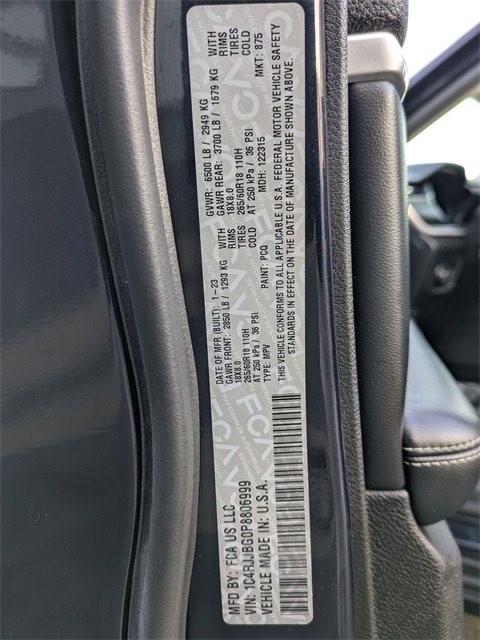 MFD BY: FCA US LLC
DATE OF MFR (BUILT): 1-23
GVWR: 6500 LB / 2949 KG
GAWR FRONT: 2850 LB / 1293 KG WITH
GAWR REAR: 3700 LB / 1679 KG WITH
18X8.0 RIMS
18X8.0 RIMS
265/60R18 110H TIRES
265/60R18 110H TIRES
AT 250 kPa / 36 PSI COLD
AT 250 kPa / 36 PSI COLD
TYPE: MPV PAINT: PCQ MDH: 122315 MKT: 875
THIS VEHICLE CONFORMS TO ALL APPLICABLE U.S.A. FEDERAL MOTOR VEHICLE SAFETY
STANDARDS IN EFFECT ON THE DATE OF MANUFACTURE SHOWN ABOVE.
VIN: 1C4RJJBG0P8806999
VEHICLE MADE IN: U.S.A.
FCA